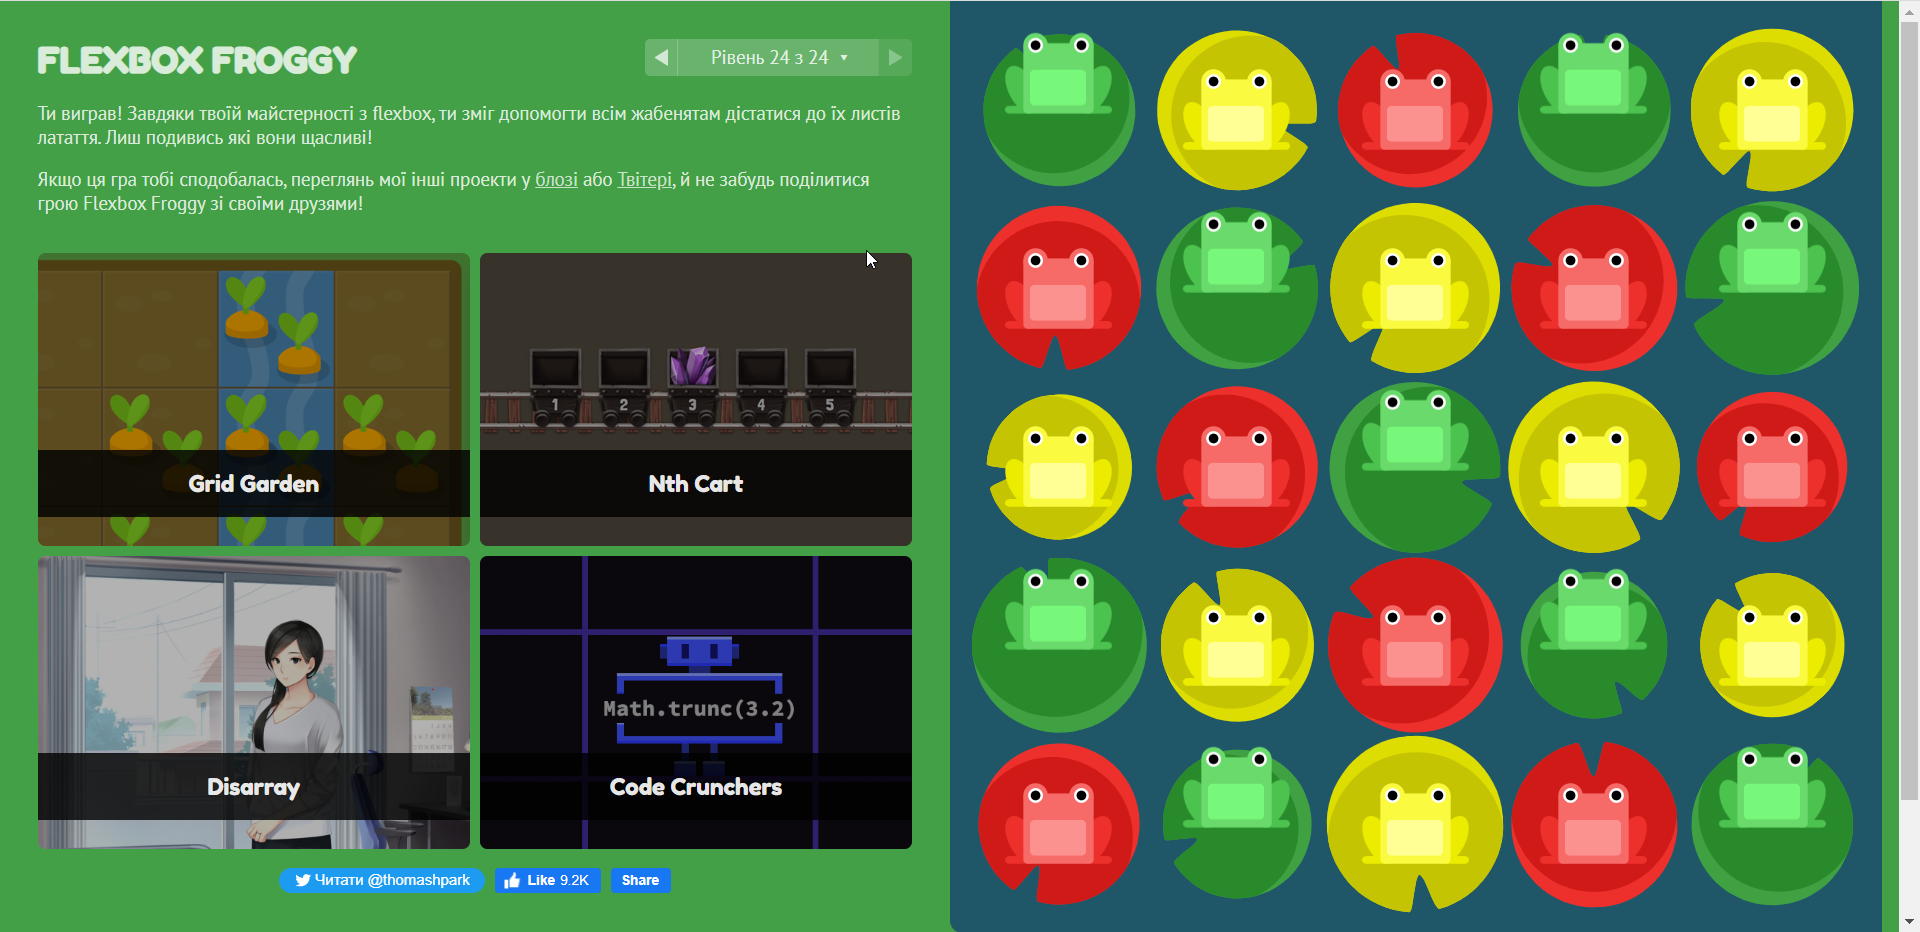 FLEXBOX FROGGY
Рівень 24 з 24
Ти виграв! Завдяки твоїй майстерності з flexbox, ти зміг допомогти всім жабенятам дістатися до їх листів
латаття. Лиш подивись які вони щасливі!
Якщо ця гра тобі сподобалась, переглянь мої інші проекти у блозі або Твітері, й не забудь поділитися
грою Flexbox Froggy зі своїми друзями!
1 2 3 4 5
Grid Garden
Nth Cart
Math.trunc(3.2)
Disarray
Code Crunchers
Читати @thomashpark
Like 9.2K
Share